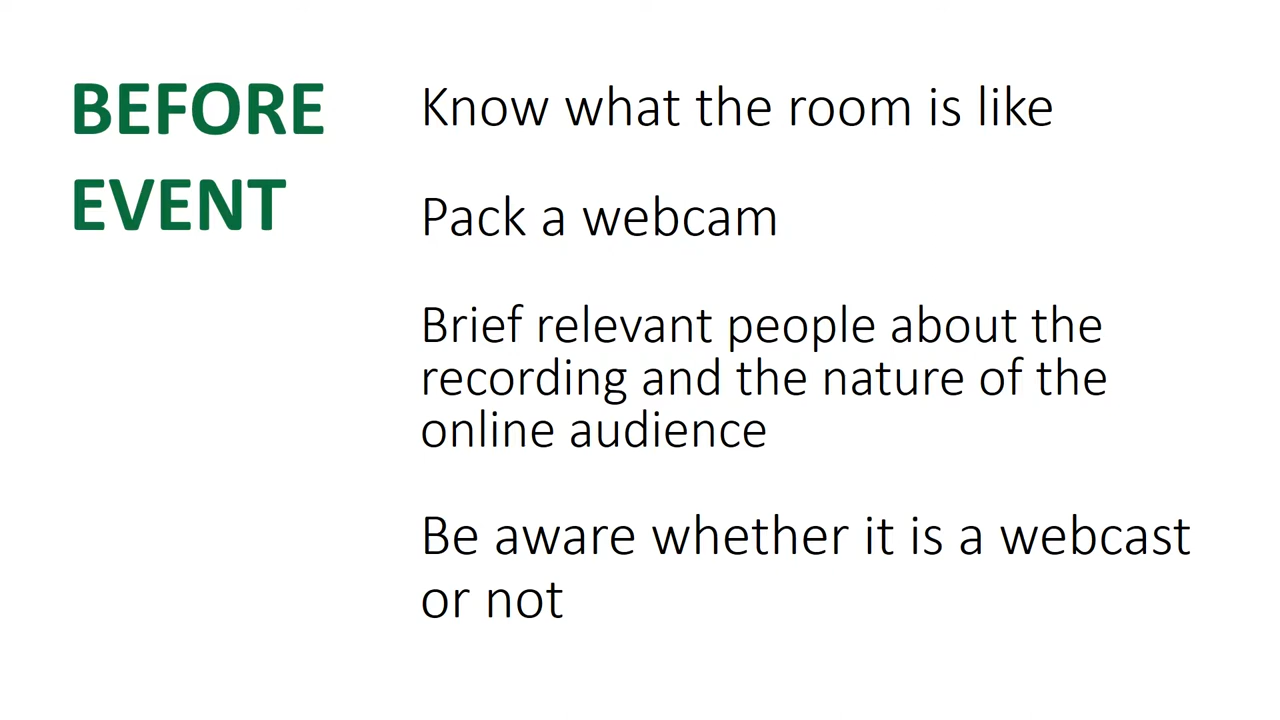 BEFORE
EVENT
Know what the room is like
Pack a webcam
Brief relevant people about the
recording and the nature of the
online audience
Be aware whether it is a webcast
or not